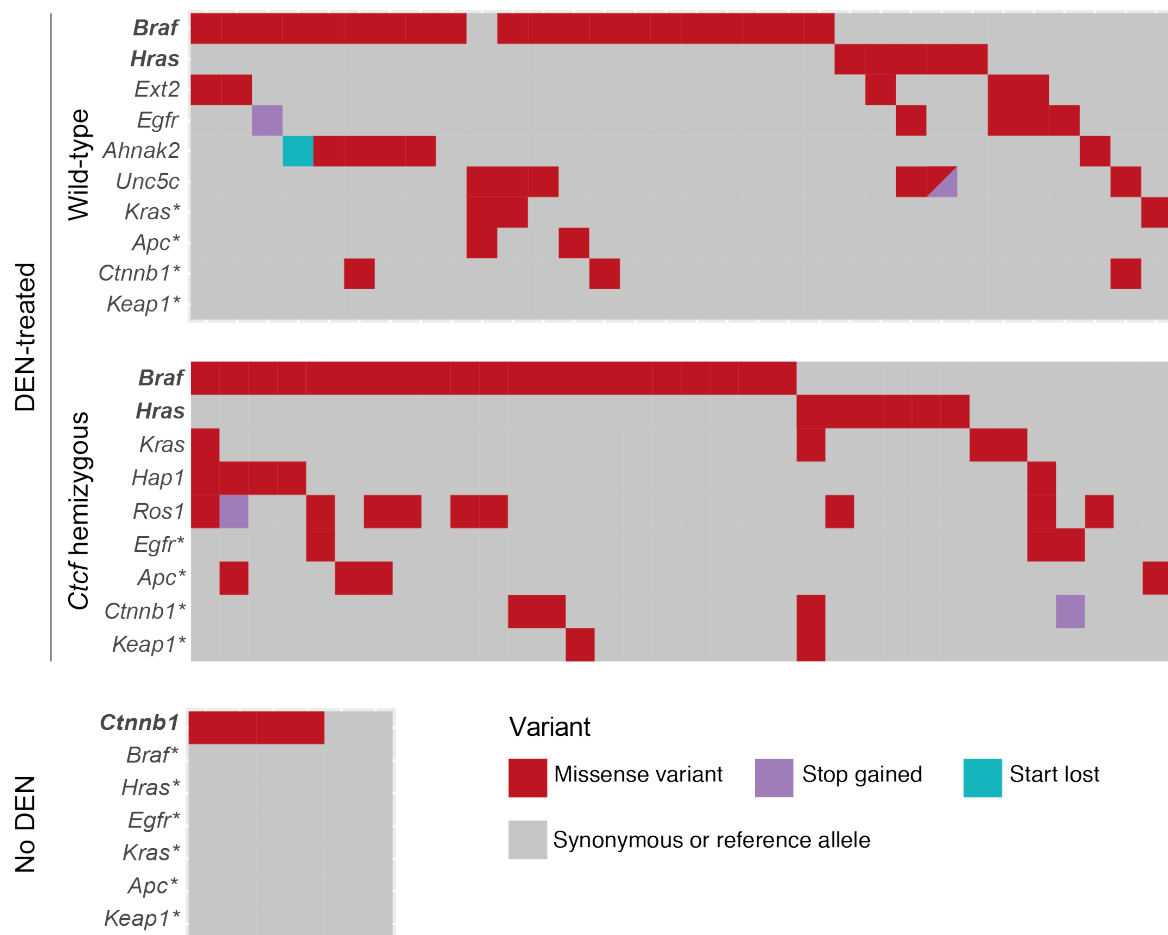 DEN-treated
Wild-type
Braf
Hras
Ext2
Egfr
Ahnak2
Unc5c
Kras*
Apc*
Ctnnb1*
Keap1*
Ctcf hemizygous
Braf
Hras
Kras
Hap1
Ros1
Egfr*
Apc*
Ctnnb1*
Keap1*
No DEN
Ctnnb1
Braf*
Hras*
Egfr*
Kras*
Apc*
Keap1*
Variant
Missense variant
Stop gained
Start lost
Synonymous or reference allele